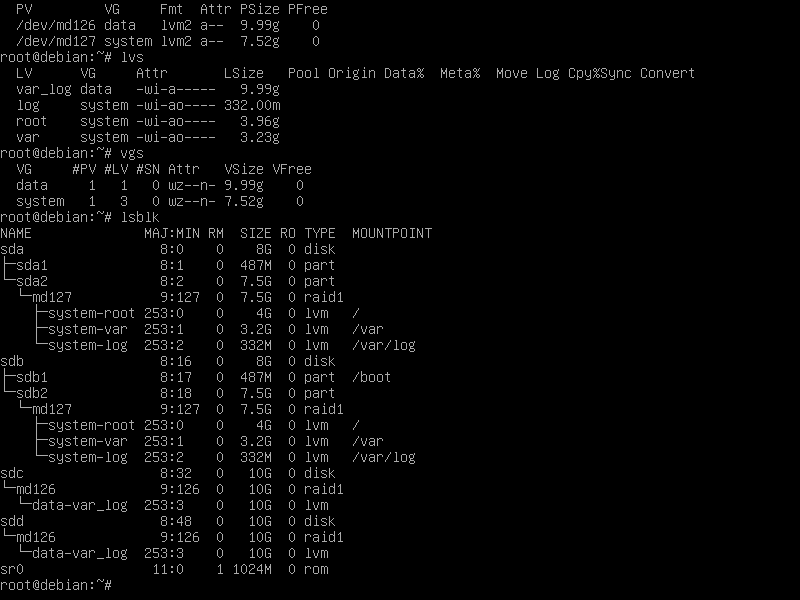 PV         VG     Fmt  Attr PSize PFree
  /dev/md126 data   lvm2 a--  9.99g    0
  /dev/md127 system lvm2 a--  7.52g    0
root@debian:~# lvs
  LV      VG     Attr       LSize   Pool Origin Data%  Meta%  Move Log Cpy%Sync Convert
  var_log data   -wi-a-----   9.99g
  log     system -wi-ao---- 332.00m
  root    system -wi-ao----   3.96g
  var     system -wi-ao----   3.23g
root@debian:~# vgs
  VG     #PV #LV #SN Attr   VSize VFree
  data     1   1   0 wz--n- 9.99g    0
  system   1   3   0 wz--n- 7.52g    0
root@debian:~# lsblk
NAME              MAJ:MIN RM  SIZE RO TYPE  MOUNTPOINT
sda                 8:0    0    8G  0 disk
├─sda1              8:1    0  487M  0 part
└─sda2              8:2    0  7.5G  0 part
  └─md127           9:127  0  7.5G  0 raid1
    ├─system-root 253:0    0    4G  0 lvm   /
    ├─system-var  253:1    0  3.2G  0 lvm   /var
    └─system-log  253:2    0  332M  0 lvm   /var/log
sdb                 8:16   0    8G  0 disk
├─sdb1              8:17   0  487M  0 part  /boot
└─sdb2              8:18   0  7.5G  0 part
  └─md127           9:127  0  7.5G  0 raid1
    ├─system-root 253:0    0    4G  0 lvm   /
    ├─system-var  253:1    0  3.2G  0 lvm   /var
    └─system-log  253:2    0  332M  0 lvm   /var/log
sdc                 8:32   0   10G  0 disk
└─md126             9:126  0   10G  0 raid1
  └─data-var_log  253:3    0   10G  0 lvm
sdd                 8:48   0   10G  0 disk
└─md126             9:126  0   10G  0 raid1
  └─data-var_log  253:3    0   10G  0 lvm
sr0                11:0    1 1024M  0 rom
root@debian:~#